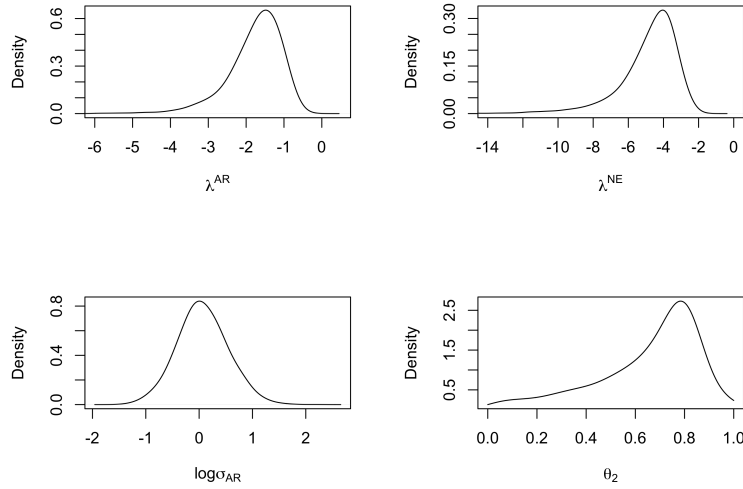 Density
0.0 0.3 0.6
-6 -5 -4 -3 -2 -1 0
λ^AR
Density
0.00 0.15 0.30
-14 -10 -8 -6 -4 -2 0
λ^NE
Density
0.0 0.4 0.8
-2 -1 0 1 2
logσ_AR
Density
0.5 1.5 2.5
0.0 0.2 0.4 0.6 0.8 1.0
θ_2